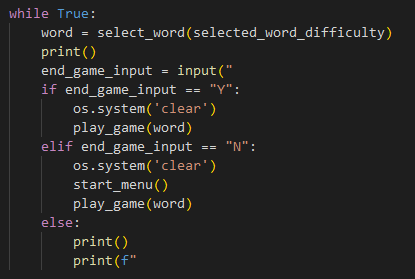 while True:
    word = select_word(selected_word_difficulty)
    print()
    end_game_input = input("
    if end_game_input == "Y":
        os.system('clear')
        play_game(word)
    elif end_game_input == "N":
        os.system('clear')
        start_menu()
        play_game(word)
    else:
        print()
        print(f"